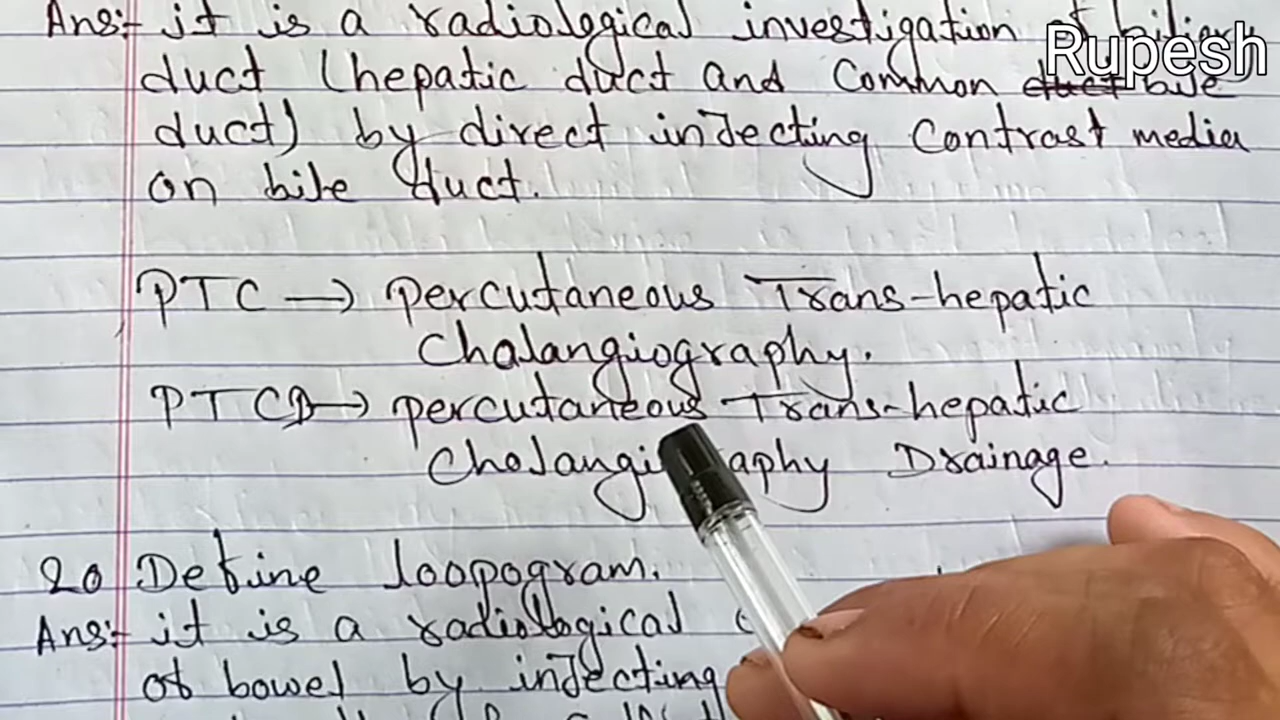 Ans:- it is a radiological investigation of biliary
Rupesh
duct (hepatic duct and common duct bile
duct) by direct injecting contrast media
on bile duct.
PTC → percutaneous Trans-hepatic
Chalangiography.
PTCD → percutaneous Trans-hepatic
Cholangiography Drainage.
20 Define loopogram.
Ans:- it is a radiological
of bowel by injecting